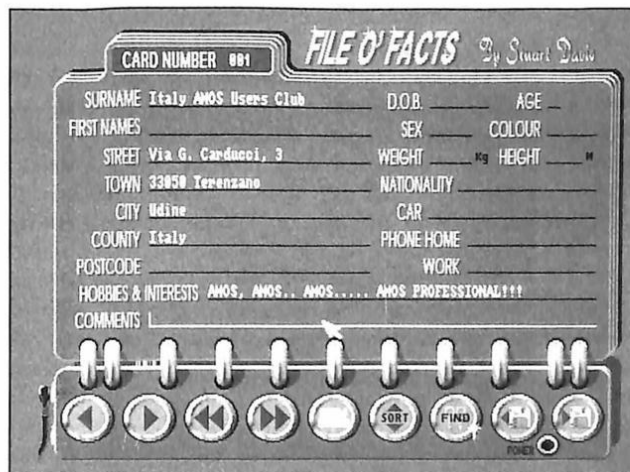 CARD NUMBER 001
FILE O' FACTS By Stuart Davis
SURNAME Italy AMOS Users Club D.O.B. AGE
FIRST NAMES SEX COLOUR
STREET Via G. Carducci, 3 WEIGHT Kg HEIGHT M
TOWN 33050 Terenzano NATIONALITY
CITY Udine CAR
COUNTY Italy PHONE HOME
POSTCODE WORK
HOBBIES & INTERESTS AMOS, AMOS.. AMOS..... AMOS PROFESSIONAL!!!
COMMENTS
SORT FIND
POWER